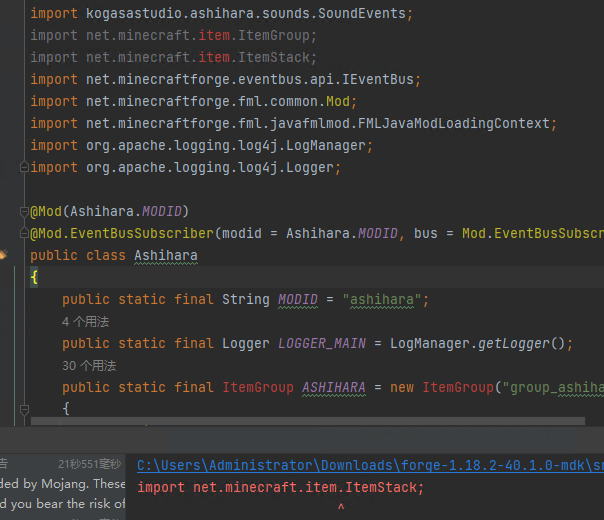 import kogasastudio.ashihara.sounds.SoundEvents;
import net.minecraft.item.ItemGroup;
import net.minecraft.item.ItemStack;
import net.minecraftforge.eventbus.api.IEventBus;
import net.minecraftforge.fml.common.Mod;
import net.minecraftforge.fml.javafmlmod.FMLJavaModLoadingContext;
import org.apache.logging.log4j.LogManager;
import org.apache.logging.log4j.Logger;
@Mod(Ashihara.MODID)
@Mod.EventBusSubscriber(modid = Ashihara.MODID, bus = Mod.EventBusSubscr
public class Ashihara
{
public static final String MODID = "ashihara";
4 个用法
public static final Logger LOGGER_MAIN = LogManager.getLogger();
30 个用法
public static final ItemGroup ASHIHARA = new ItemGroup("group_ashiha
{
告 21秒551毫秒
ded by Mojang. These
d you bear the risk of
C:\Users\Administrator\Downloads\forge-1.18.2-40.1.0-mdk\sr
import net.minecraft.item.ItemStack;
^